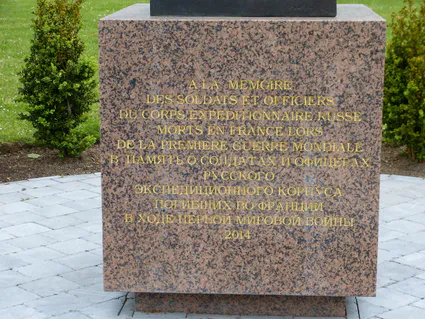 A LA MEMOIRE
DES SOLDATS ET OFFICIERS
DU CORPS EXPEDITIONNAIRE RUSSE
MORTS EN FRANCE LORS
DE LA PREMIERE GUERRE MONDIALE
В ПАМЯТЬ О СОЛДАТАХ И ОФИЦЕРАХ
РУССКОГО
ЭКСПЕДИЦИОННОГО КОРПУСА
ПОГИБШИХ ВО ФРАНЦИИ
В ХОДЕ ПЕРВОЙ МИРОВОЙ ВОЙНЫ
2014